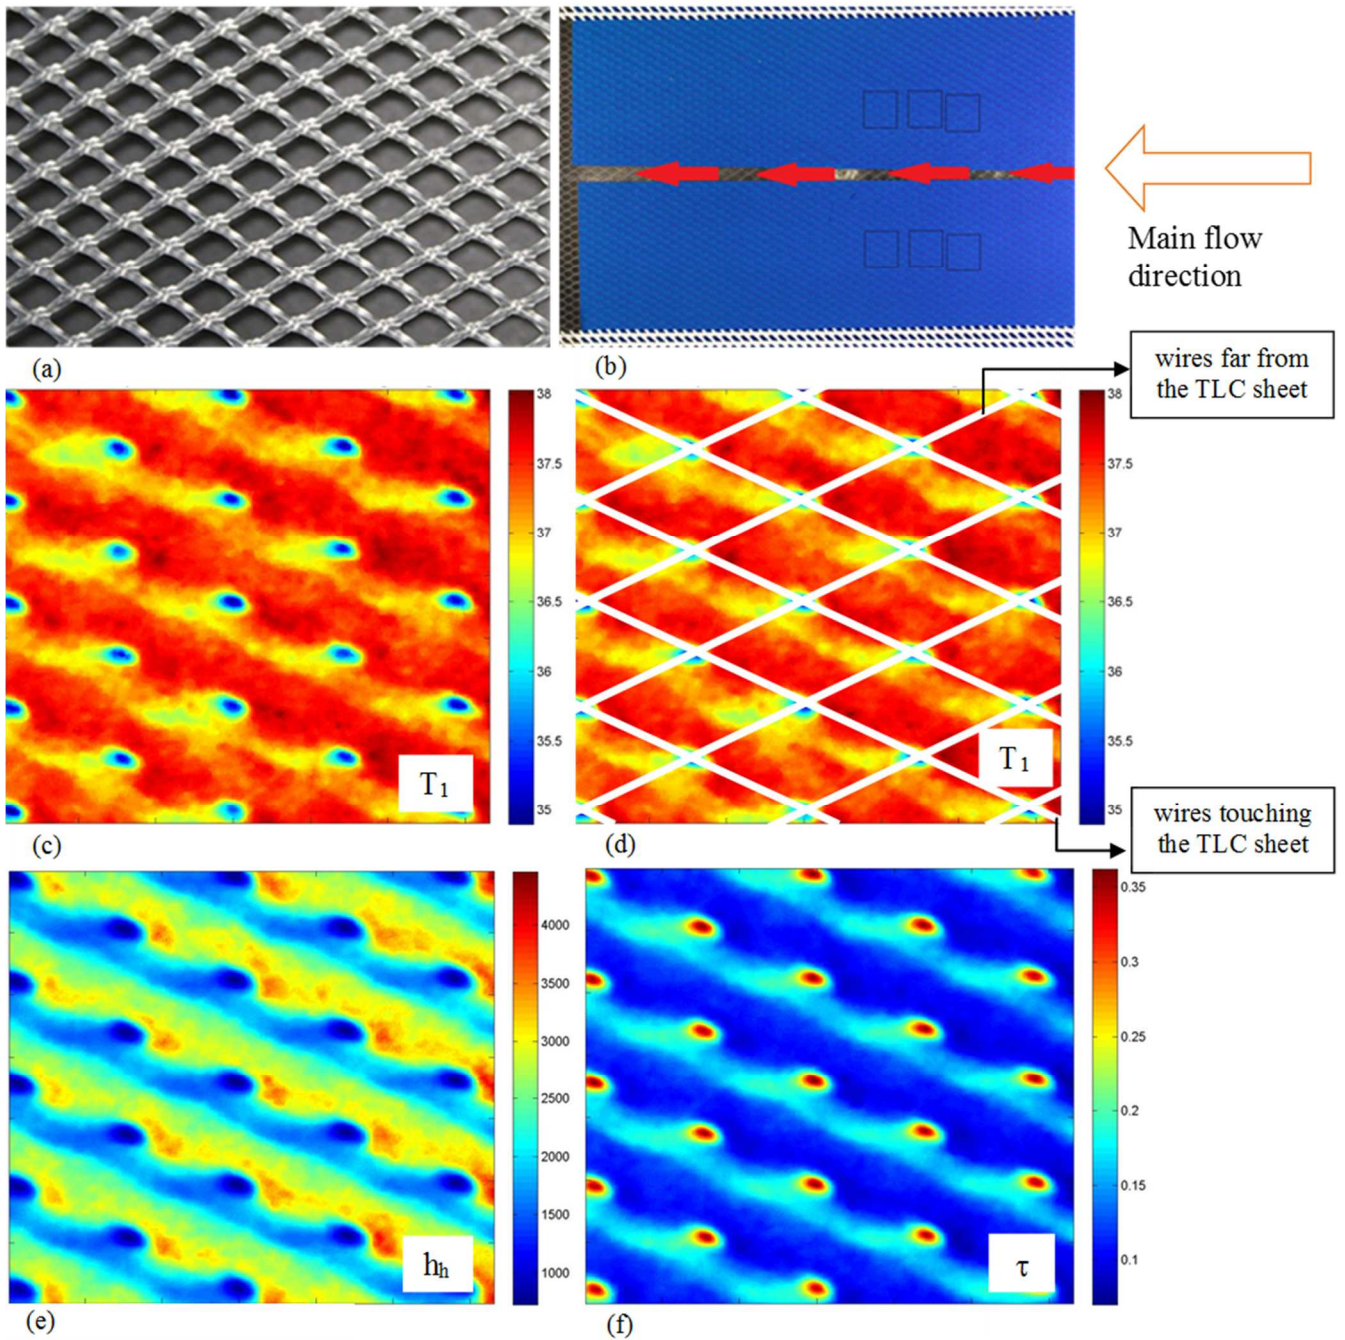 Main flow
direction
(a)
(b)
wires far from
the TLC sheet
38
37.5
37
36.5
36
35.5
35
T1
(c)
38
37.5
37
36.5
36
35.5
35
T1
(d)
wires touching
the TLC sheet
4000
3500
3000
2500
2000
1500
1000
hh
(e)
0.35
0.3
0.25
0.2
0.15
0.1
τ
(f)